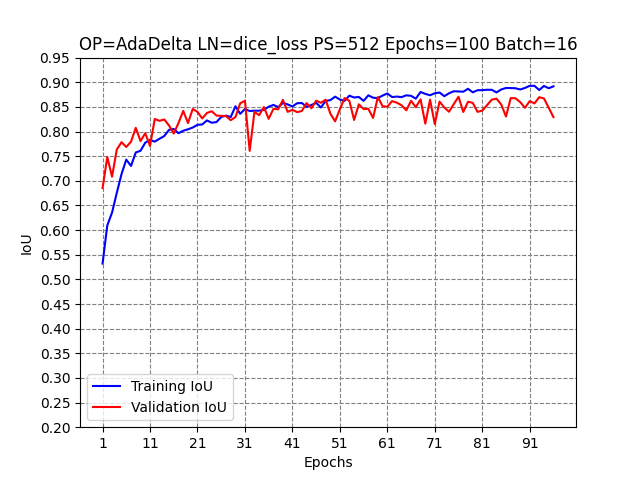 OP=AdaDelta LN=dice_loss PS=512 Epochs=100 Batch=16
0.95
0.90
0.85
0.80
0.75
0.70
0.65
0.60
0.55
0.50
0.45
0.40
0.35
0.30
0.25
0.20
IoU
Training IoU
Validation IoU
1 11 21 31 41 51 61 71 81 91
Epochs